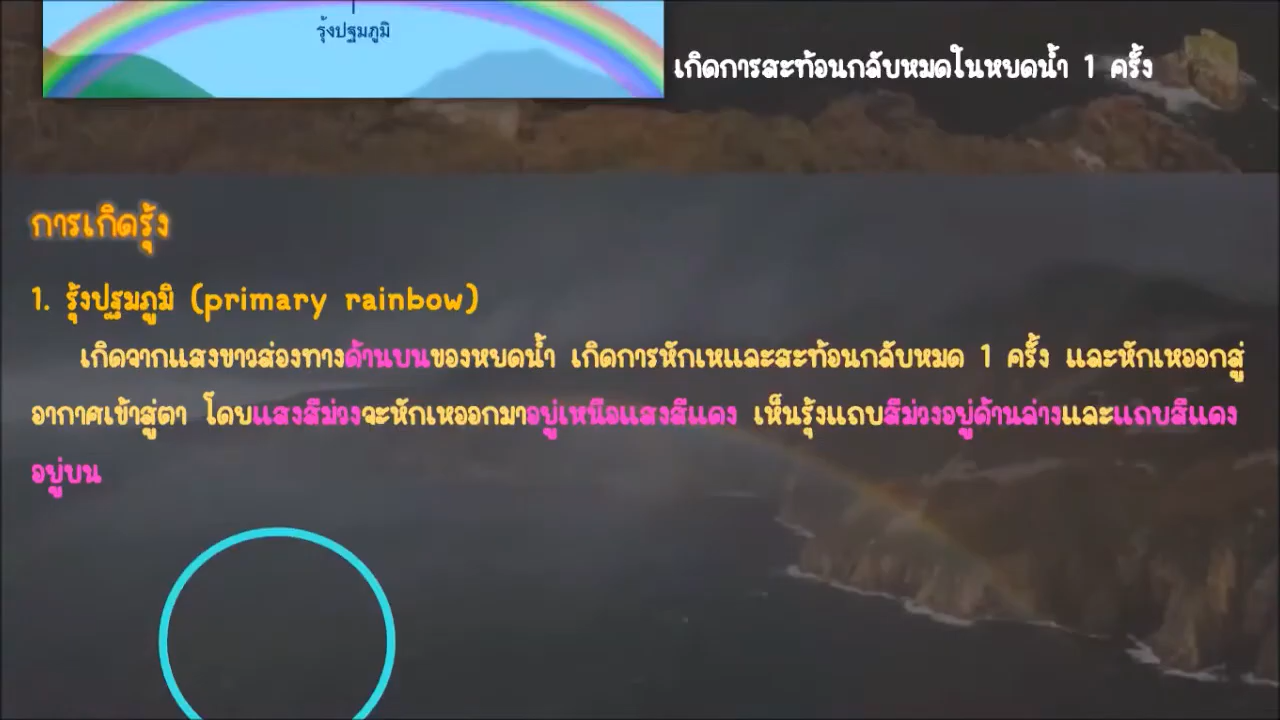 รุ้งปฐมภูมิ
เกิดการสะท้อนกลับหมดในหยดน้ำ 1 ครั้ง
การเกิดรุ้ง
1. รุ้งปฐมภูมิ (primary rainbow)
เกิดจากแสงขาวส่องทางด้านบนของหยดน้ำ เกิดการหักเหและสะท้อนกลับหมด 1 ครั้ง และหักเหออกสู่
อากาศเข้าสู่ตา โดยแสงสีม่วงจะหักเหออกมาอยู่เหนือแสงสีแดง เห็นรุ้งแถบสีม่วงอยู่ด้านล่างและแถบสีแดง
อยู่บน